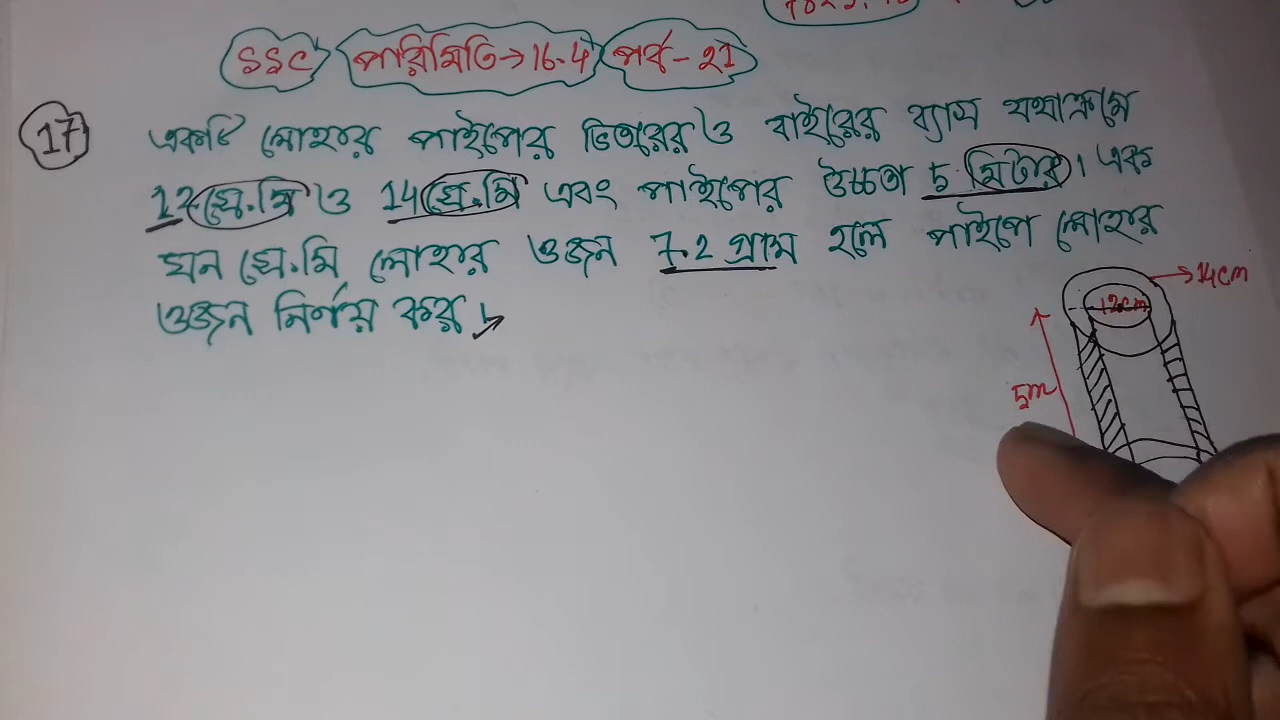 SSC পরিমিতি→16.4 পর্ব - 21
17 একটি লোহার পাইপের ভিতরের ও বাইরের ব্যাস যথাক্রমে
12 সে.মি ও 14 সে.মি এবং পাইপের উচ্চতা 5 মিটার। এক
ঘন সে.মি লোহার ওজন 7.2 গ্রাম হলে পাইপে লোহার
ওজন নির্ণয় কর।
14cm
12cm
5m